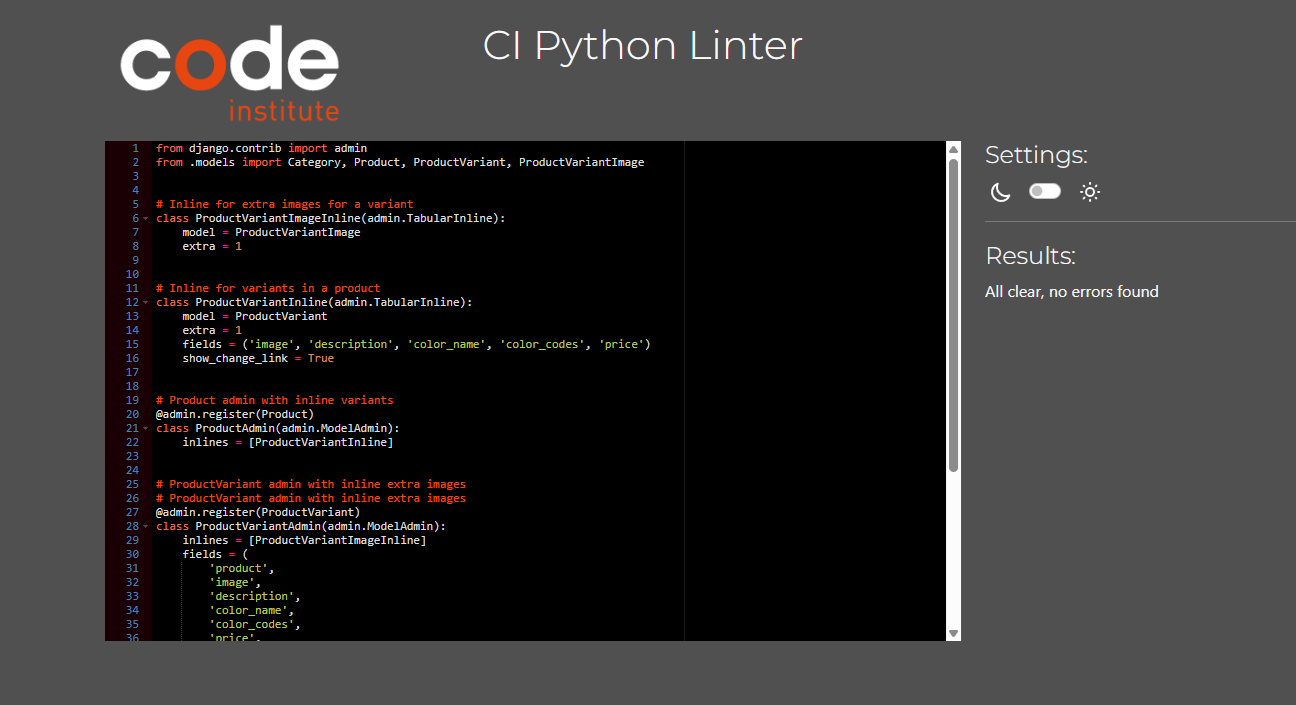 code
institute
CI Python Linter
1 from django.contrib import admin
2 from .models import Category, Product, ProductVariant, ProductVariantImage
3
4
5 # Inline for extra images for a variant
6 class ProductVariantImageInline(admin.TabularInline):
7     model = ProductVariantImage
8     extra = 1
9
10
11 # Inline for variants in a product
12 class ProductVariantInline(admin.TabularInline):
13     model = ProductVariant
14     extra = 1
15     fields = ('image', 'description', 'color_name', 'color_codes', 'price')
16     show_change_link = True
17
18
19 # Product admin with inline variants
20 @admin.register(Product)
21 class ProductAdmin(admin.ModelAdmin):
22     inlines = [ProductVariantInline]
23
24
25 # ProductVariant admin with inline extra images
26 # ProductVariant admin with inline extra images
27 @admin.register(ProductVariant)
28 class ProductVariantAdmin(admin.ModelAdmin):
29     inlines = [ProductVariantImageInline]
30     fields = (
31         'product',
32         'image',
33         'description',
34         'color_name',
35         'color_codes',
36         'price',
Settings:
Results:
All clear, no errors found